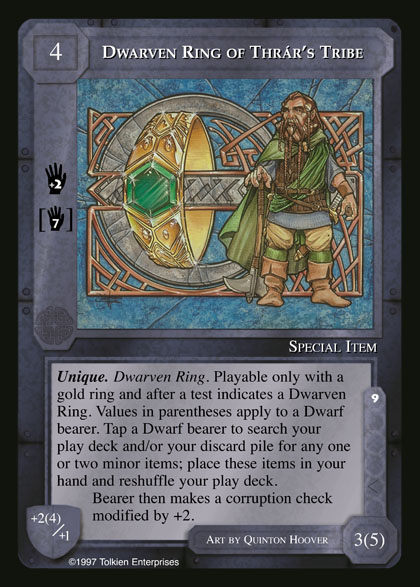 4
DWARVEN RING OF THRÁR'S TRIBE
+2
[7]
SPECIAL ITEM
Unique. Dwarven Ring. Playable only with a
gold ring and after a test indicates a Dwarven
Ring. Values in parentheses apply to a Dwarf
bearer. Tap a Dwarf bearer to search your
play deck and/or your discard pile for any one
or two minor items; place these items in your
hand and reshuffle your play deck.
Bearer then makes a corruption check
modified by +2.
9
+2(4)/+1
ART BY QUINTON HOOVER
3(5)
©1997 Tolkien Enterprises